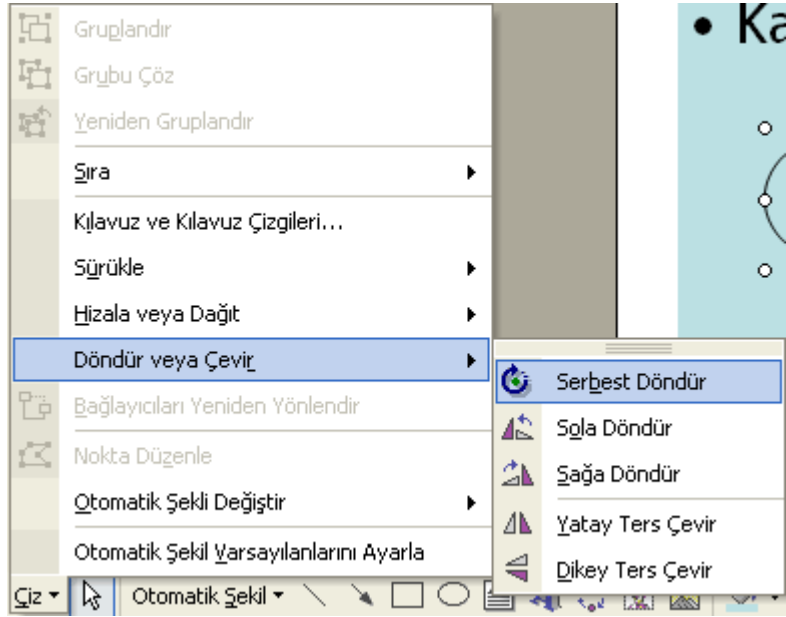 Gruplandır
Grubu Çöz
Yeniden Gruplandır
Sıra
Kılavuz ve Kılavuz Çizgileri...
Sürükle
Hizala veya Dağıt
Döndür veya Çevir
Bağlayıcıları Yeniden Yönlendir
Nokta Düzenle
Otomatik Şekli Değiştir
Otomatik Şekil Varsayılanlarını Ayarla
Serbest Döndür
Sola Döndür
Sağa Döndür
Yatay Ters Çevir
Dikey Ters Çevir
Çiz
Otomatik Şekil
• Ka